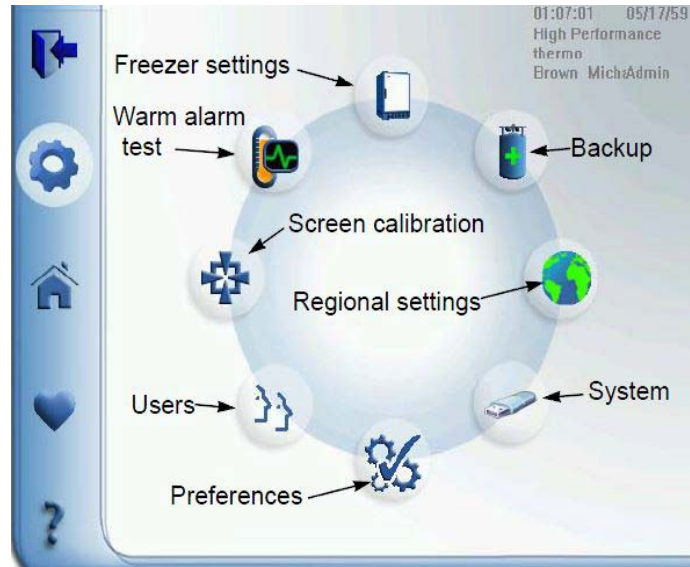 01:07:01 05/17/59
High Performance
thermo
Brown Micha Admin
Freezer settings
Warm alarm
test
Backup
Screen calibration
Regional settings
Users
System
Preferences
?